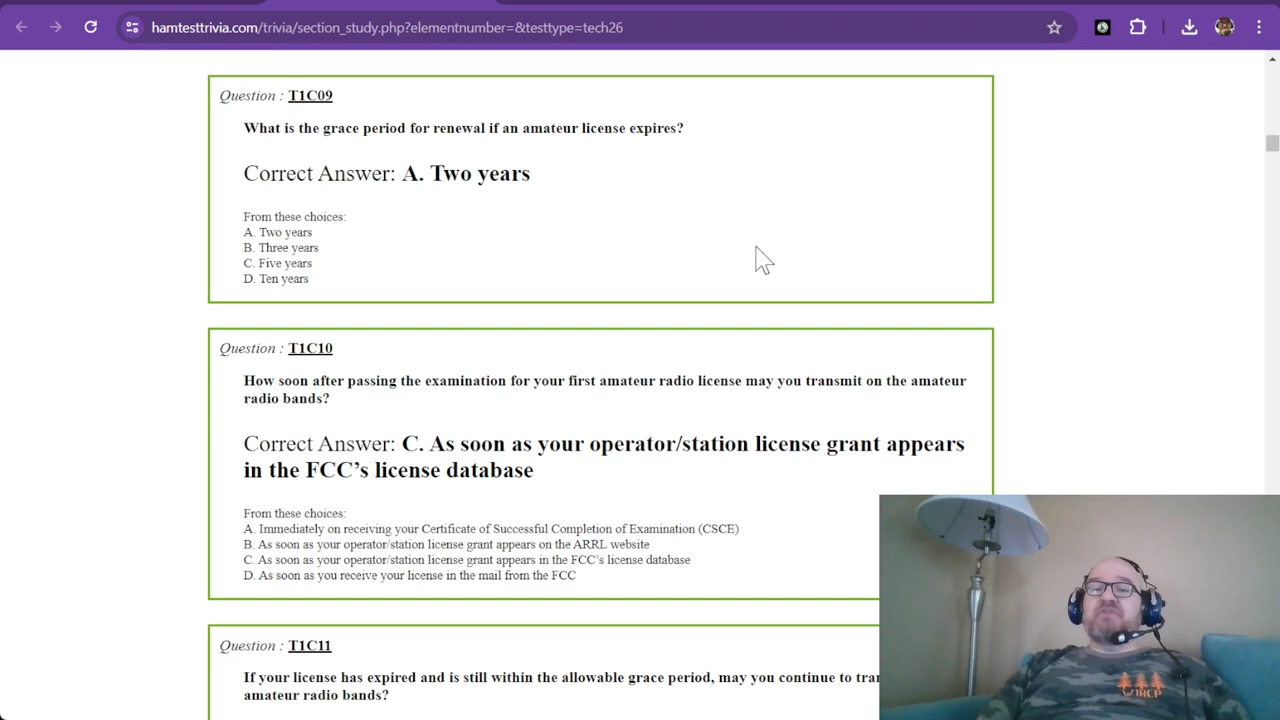 hamtesttrivia.com/trivia/section_study.php?elementnumber=&testtype=tech26
Question : T1C09
What is the grace period for renewal if an amateur license expires?
Correct Answer: A. Two years
From these choices:
A. Two years
B. Three years
C. Five years
D. Ten years
Question : T1C10
How soon after passing the examination for your first amateur radio license may you transmit on the amateur
radio bands?
Correct Answer: C. As soon as your operator/station license grant appears
in the FCC’s license database
From these choices:
A. Immediately on receiving your Certificate of Successful Completion of Examination (CSCE)
B. As soon as your operator/station license grant appears on the ARRL website
C. As soon as your operator/station license grant appears in the FCC’s license database
D. As soon as you receive your license in the mail from the FCC
Question : T1C11
If your license has expired and is still within the allowable grace period, may you continue to
amateur radio bands?
W1RCP